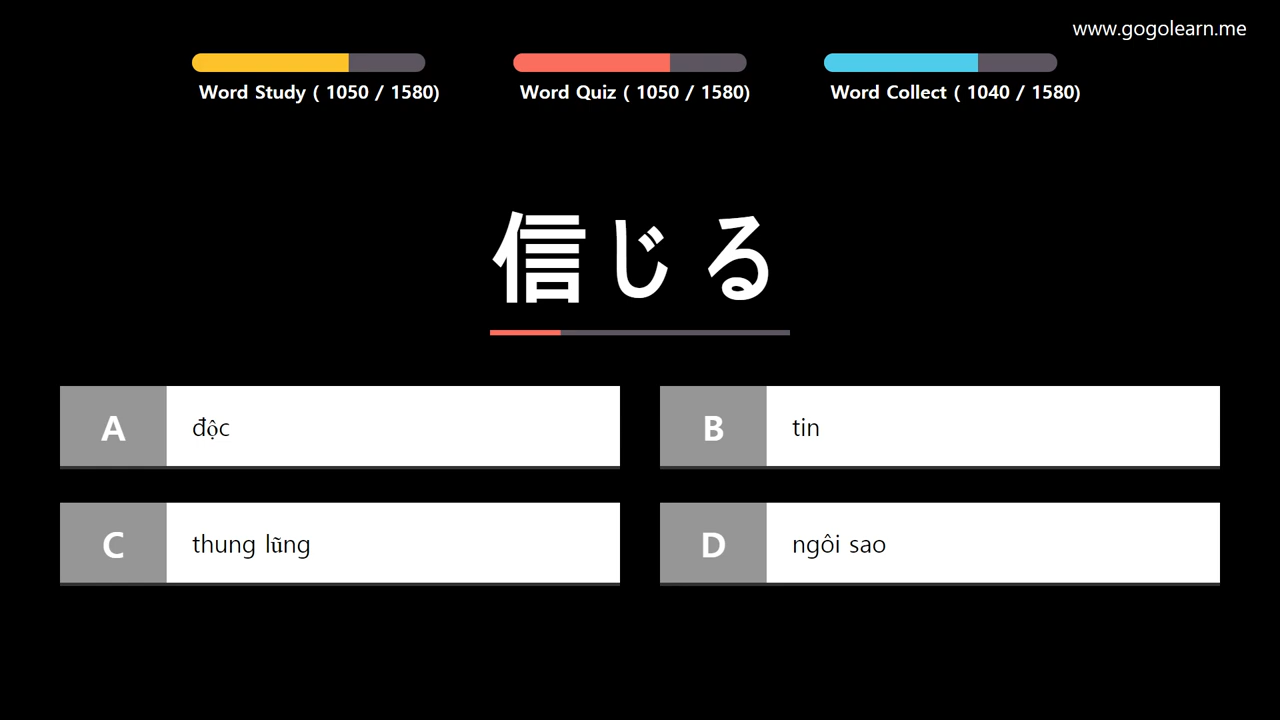 www.gogolearn.me
Word Study ( 1050 / 1580)
Word Quiz ( 1050 / 1580)
Word Collect ( 1040 / 1580)
信じる
A độc
B tin
C thung lũng
D ngôi sao